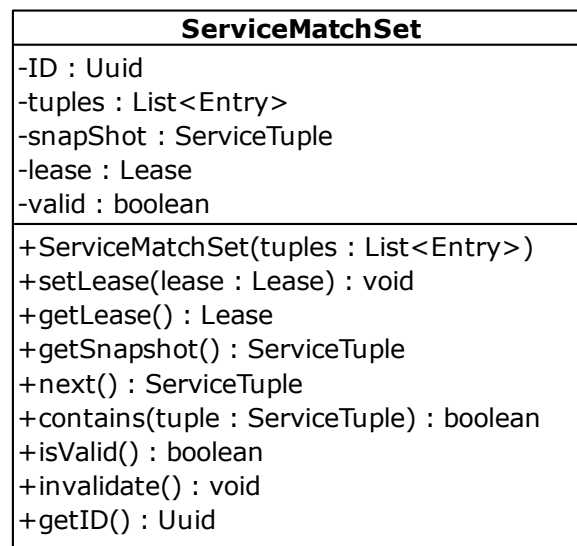 ServiceMatchSet
-ID : Uuid
-tuples : List<Entry>
-snapShot : ServiceTuple
-lease : Lease
-valid : boolean
+ServiceMatchSet(tuples : List<Entry>)
+setLease(lease : Lease) : void
+getLease() : Lease
+getSnapshot() : ServiceTuple
+next() : ServiceTuple
+contains(tuple : ServiceTuple) : boolean
+isValid() : boolean
+invalidate() : void
+getID() : Uuid